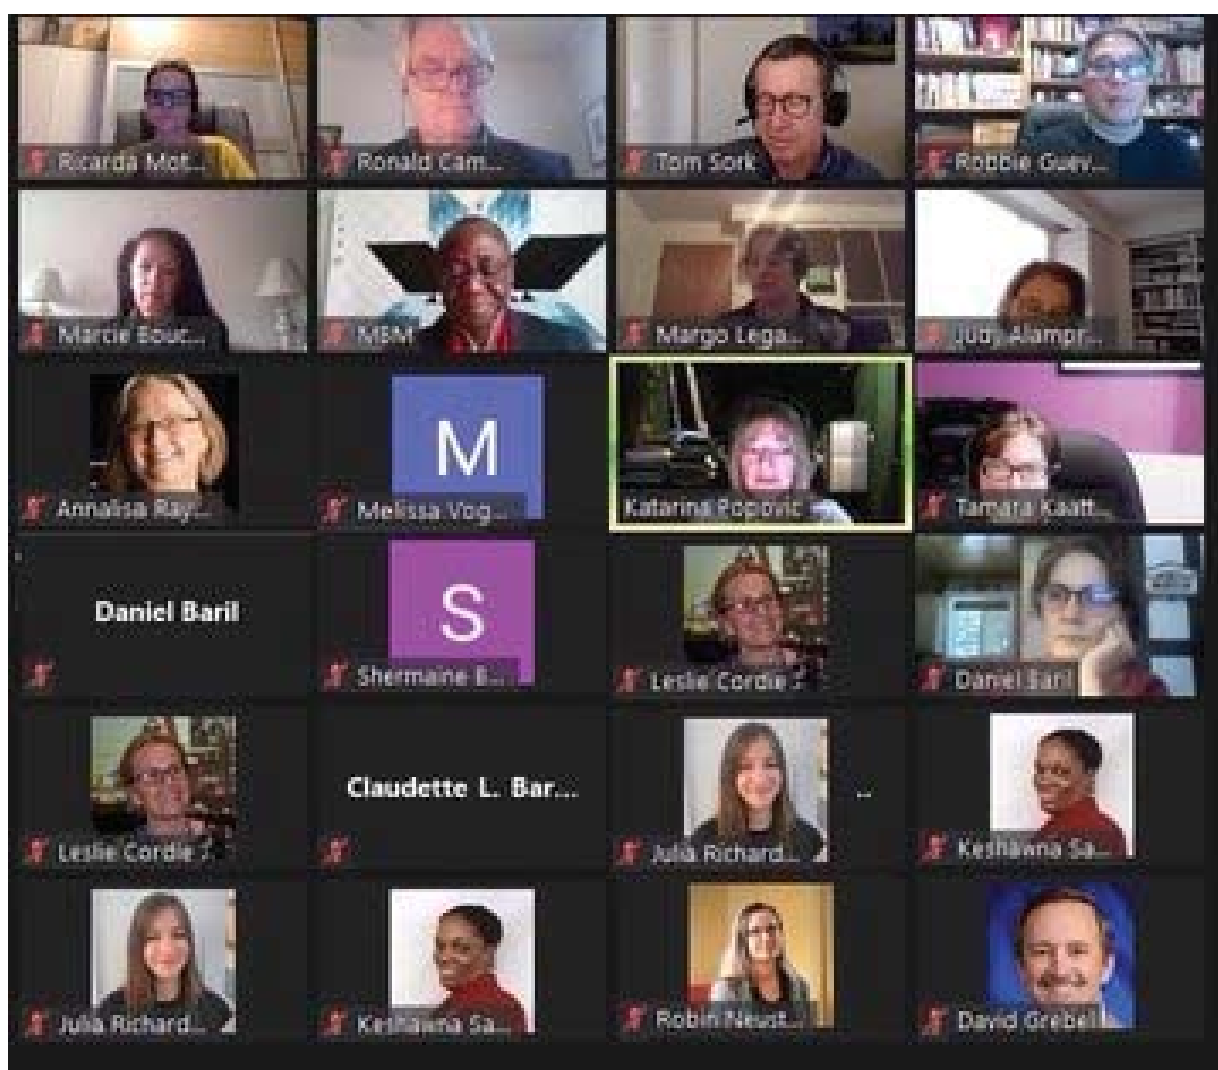 Ricarda Mot...
Ronald Cam...
Tom Sork
Robbie Guev...
Marcie Bouc...
MSM
Margo Lega...
Judy Alampr...
Annalisa Ray...
M
Melissa Vog...
Katarina Popovic
Tamara Kaatt...
Daniel Baril
S
Shermaine B...
Leslie Cordie
Daniel Baril
Leslie Cordie
Claudette L. Bar...
Julia Richard...
..
Keshawna Sa...
Julia Richard...
Keshawna Sa...
Robin Neust...
David Grebel